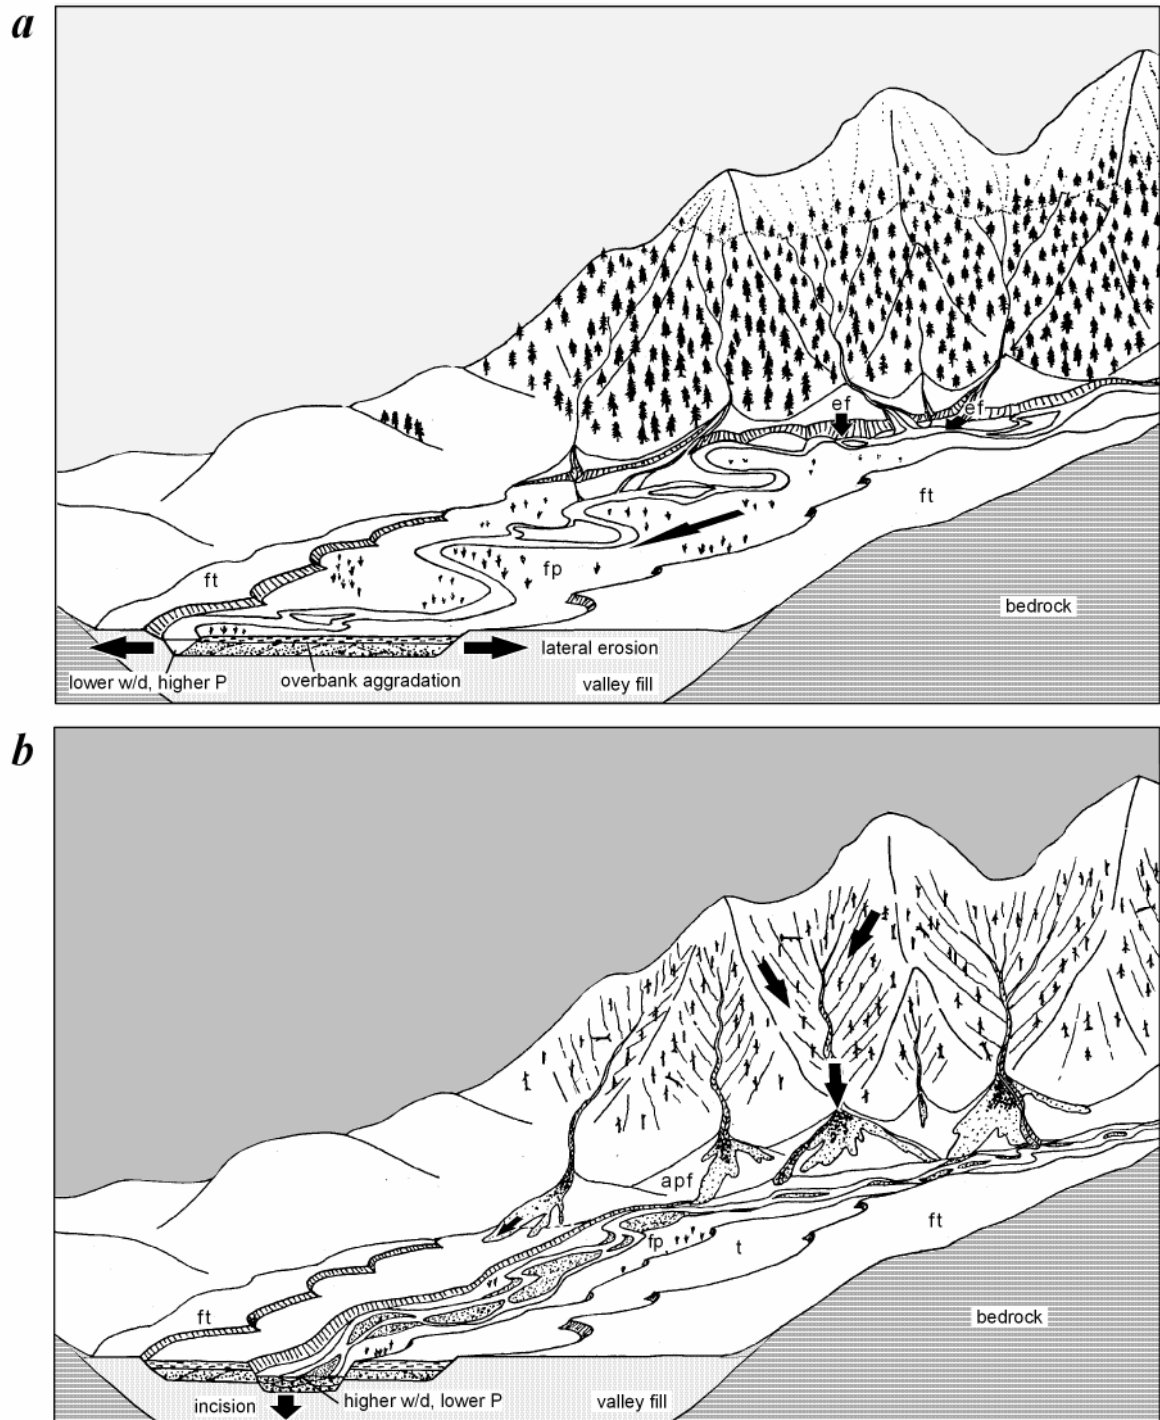 a
ef
ef
ft
ft
fp
bedrock
lateral erosion
lower w/d, higher P
overbank aggradation
valley fill
b
apf
fp
t
ft
ft
bedrock
incision
higher w/d, lower P
valley fill